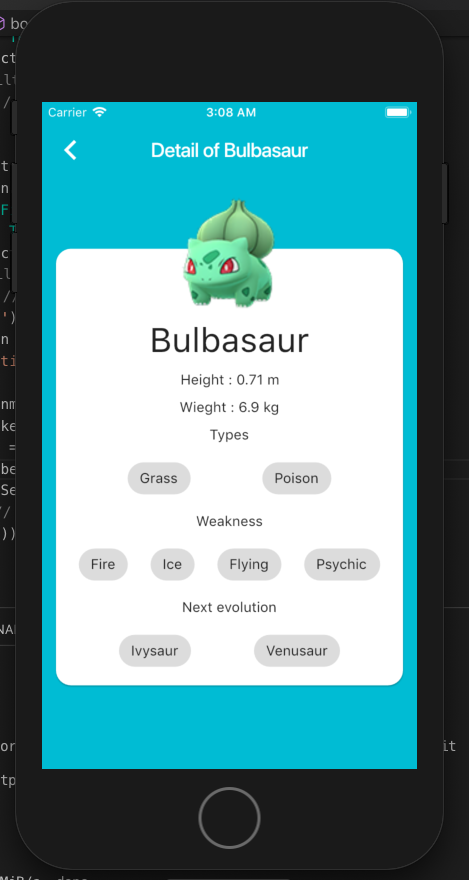 Carrier 3:08 AM
Detail of Bulbasaur
Bulbasaur
Height : 0.71 m
Wieght : 6.9 kg
Types
Grass Poison
Weakness
Fire Ice Flying Psychic
Next evolution
Ivysaur Venusaur